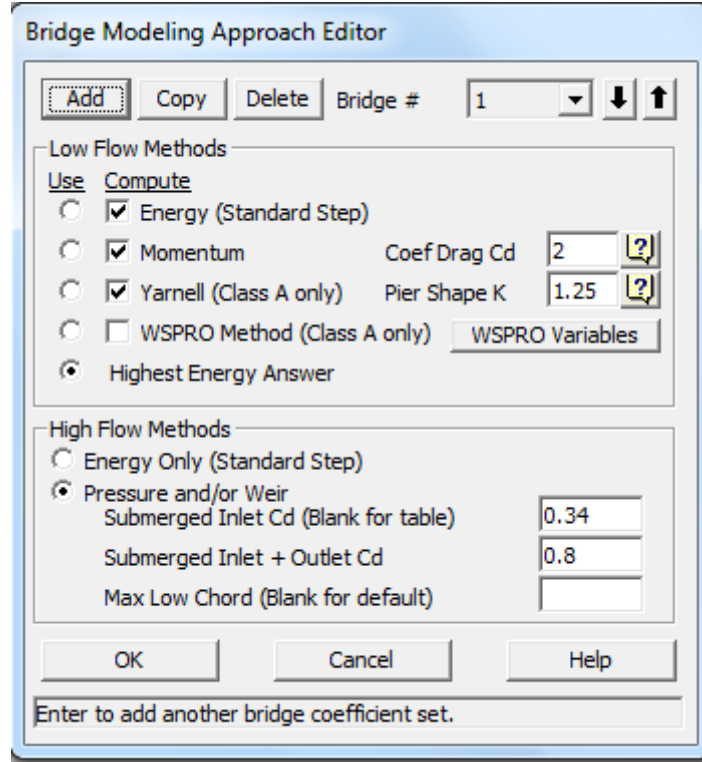 Bridge Modeling Approach Editor
Add Copy Delete Bridge # 1
Low Flow Methods
Use Compute
Energy (Standard Step)
Momentum Coef Drag Cd 2 ?
Yarnell (Class A only) Pier Shape K 1.25 ?
WSPRO Method (Class A only) WSPRO Variables
Highest Energy Answer
High Flow Methods
Energy Only (Standard Step)
Pressure and/or Weir
Submerged Inlet Cd (Blank for table) 0.34
Submerged Inlet + Outlet Cd 0.8
Max Low Chord (Blank for default)
OK Cancel Help
Enter to add another bridge coefficient set.